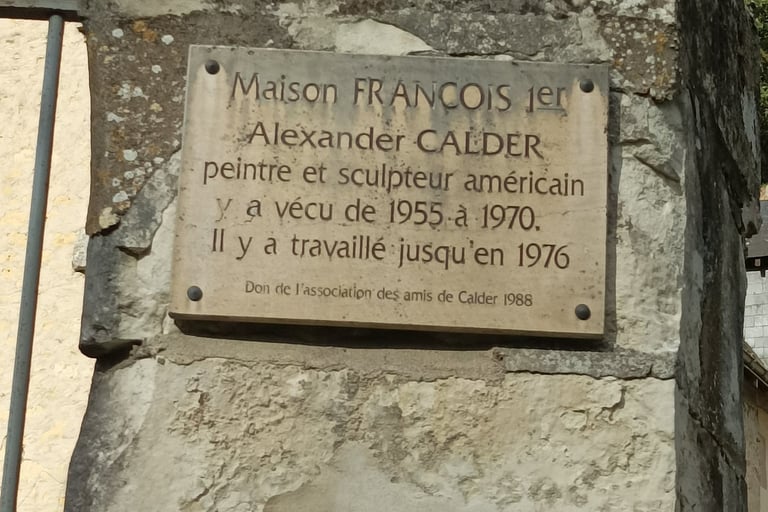 Maison FRANÇOIS 1er
Alexander CALDER
peintre et sculpteur américain
y a vécu de 1955 à 1970.
Il y a travaillé jusqu'en 1976
Don de l'association des amis de Calder 1988